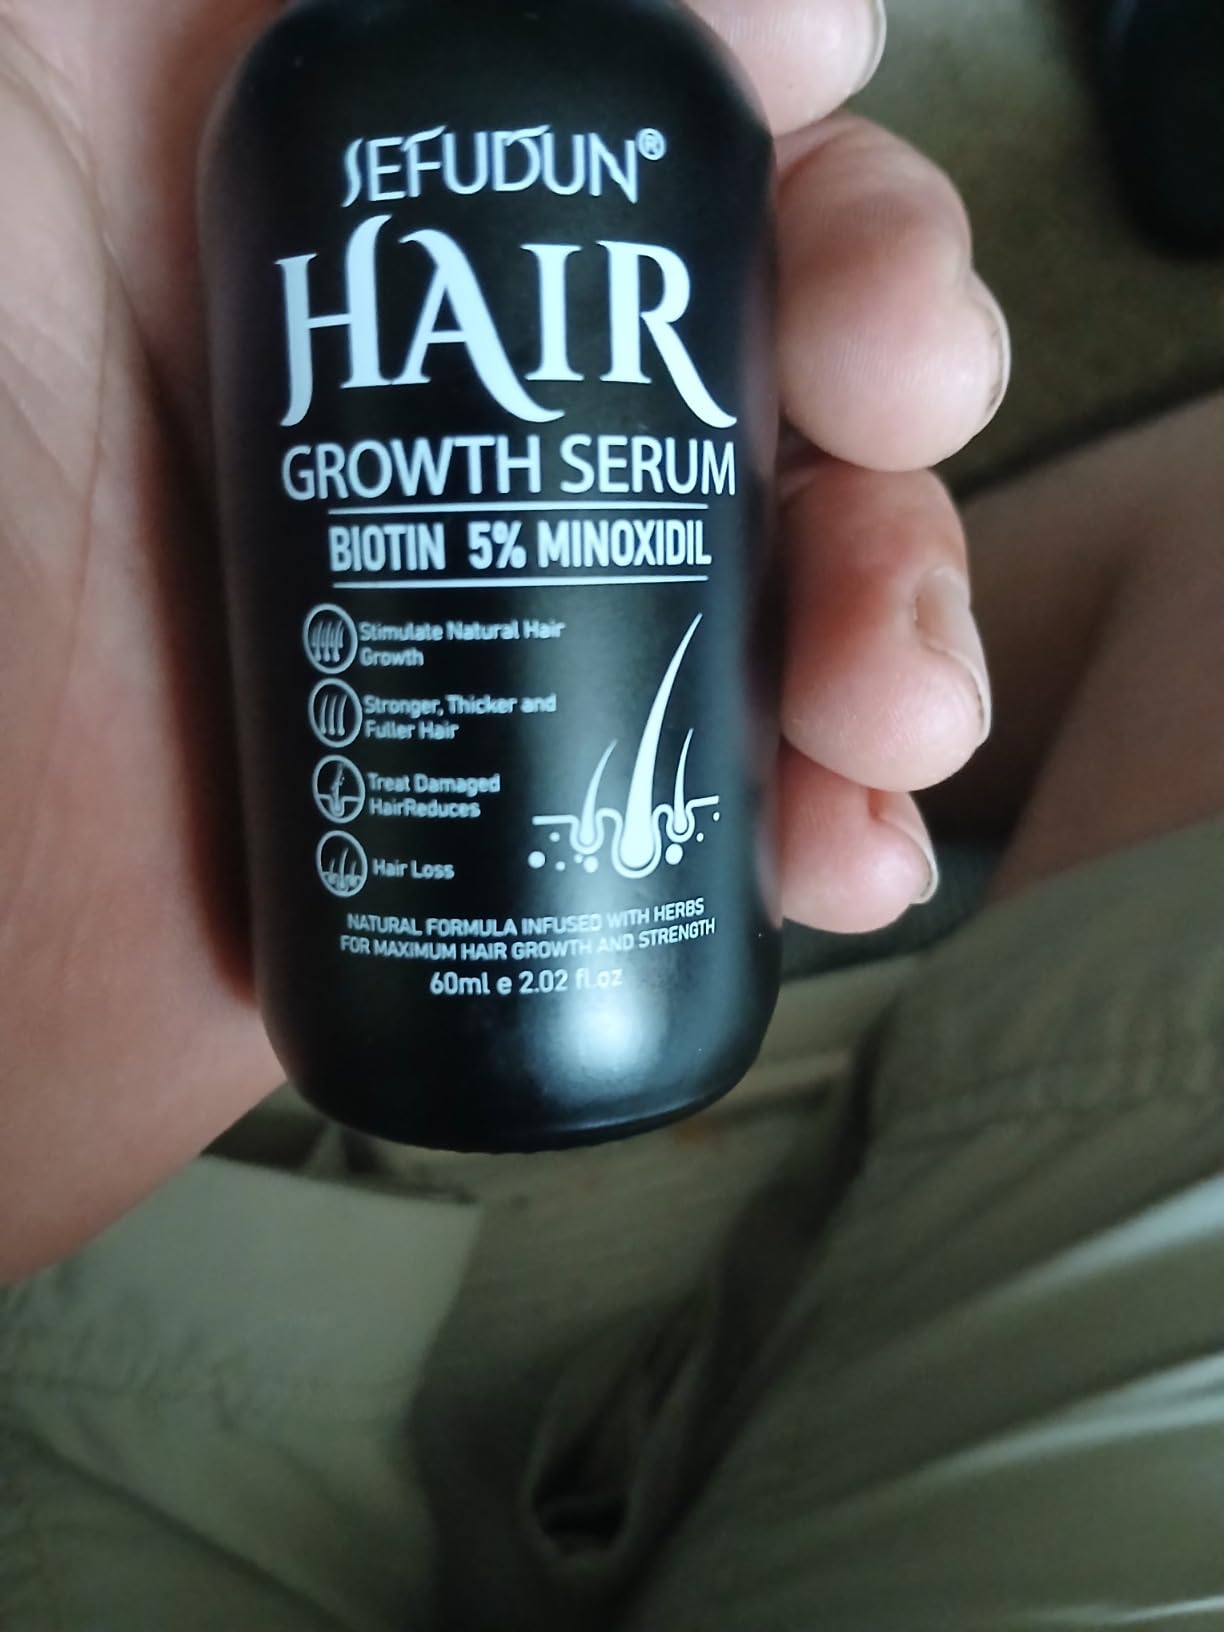 SEFUDUN®
HAIR
GROWTH SERUM
BIOTIN 5% MINOXIDIL
Stimulate Natural Hair
Growth
Stronger, Thicker and
Fuller Hair
Treat Damaged
HairReduces
Hair Loss
NATURAL FORMULA INFUSED WITH HERBS
FOR MAXIMUM HAIR GROWTH AND STRENGTH
60ml e 2.02 fl.oz